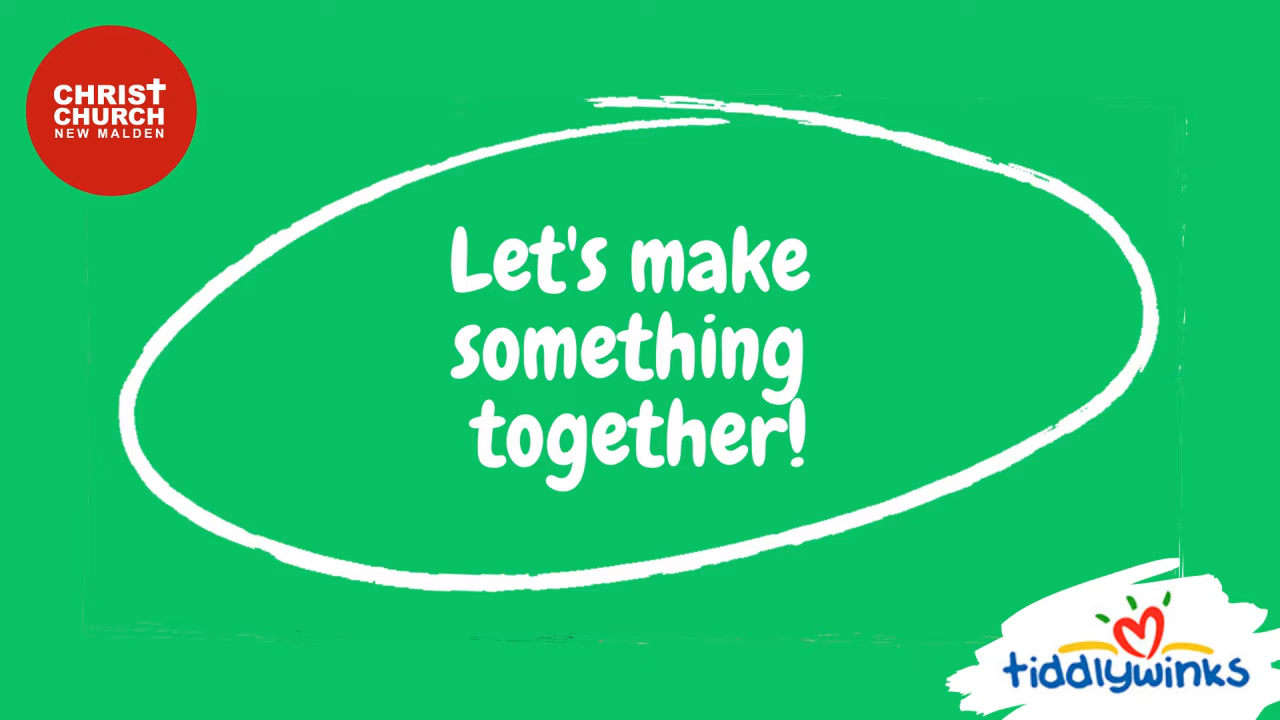 CHRIST
CHURCH
NEW MALDEN
Let's make
something
together!
tiddlywinks